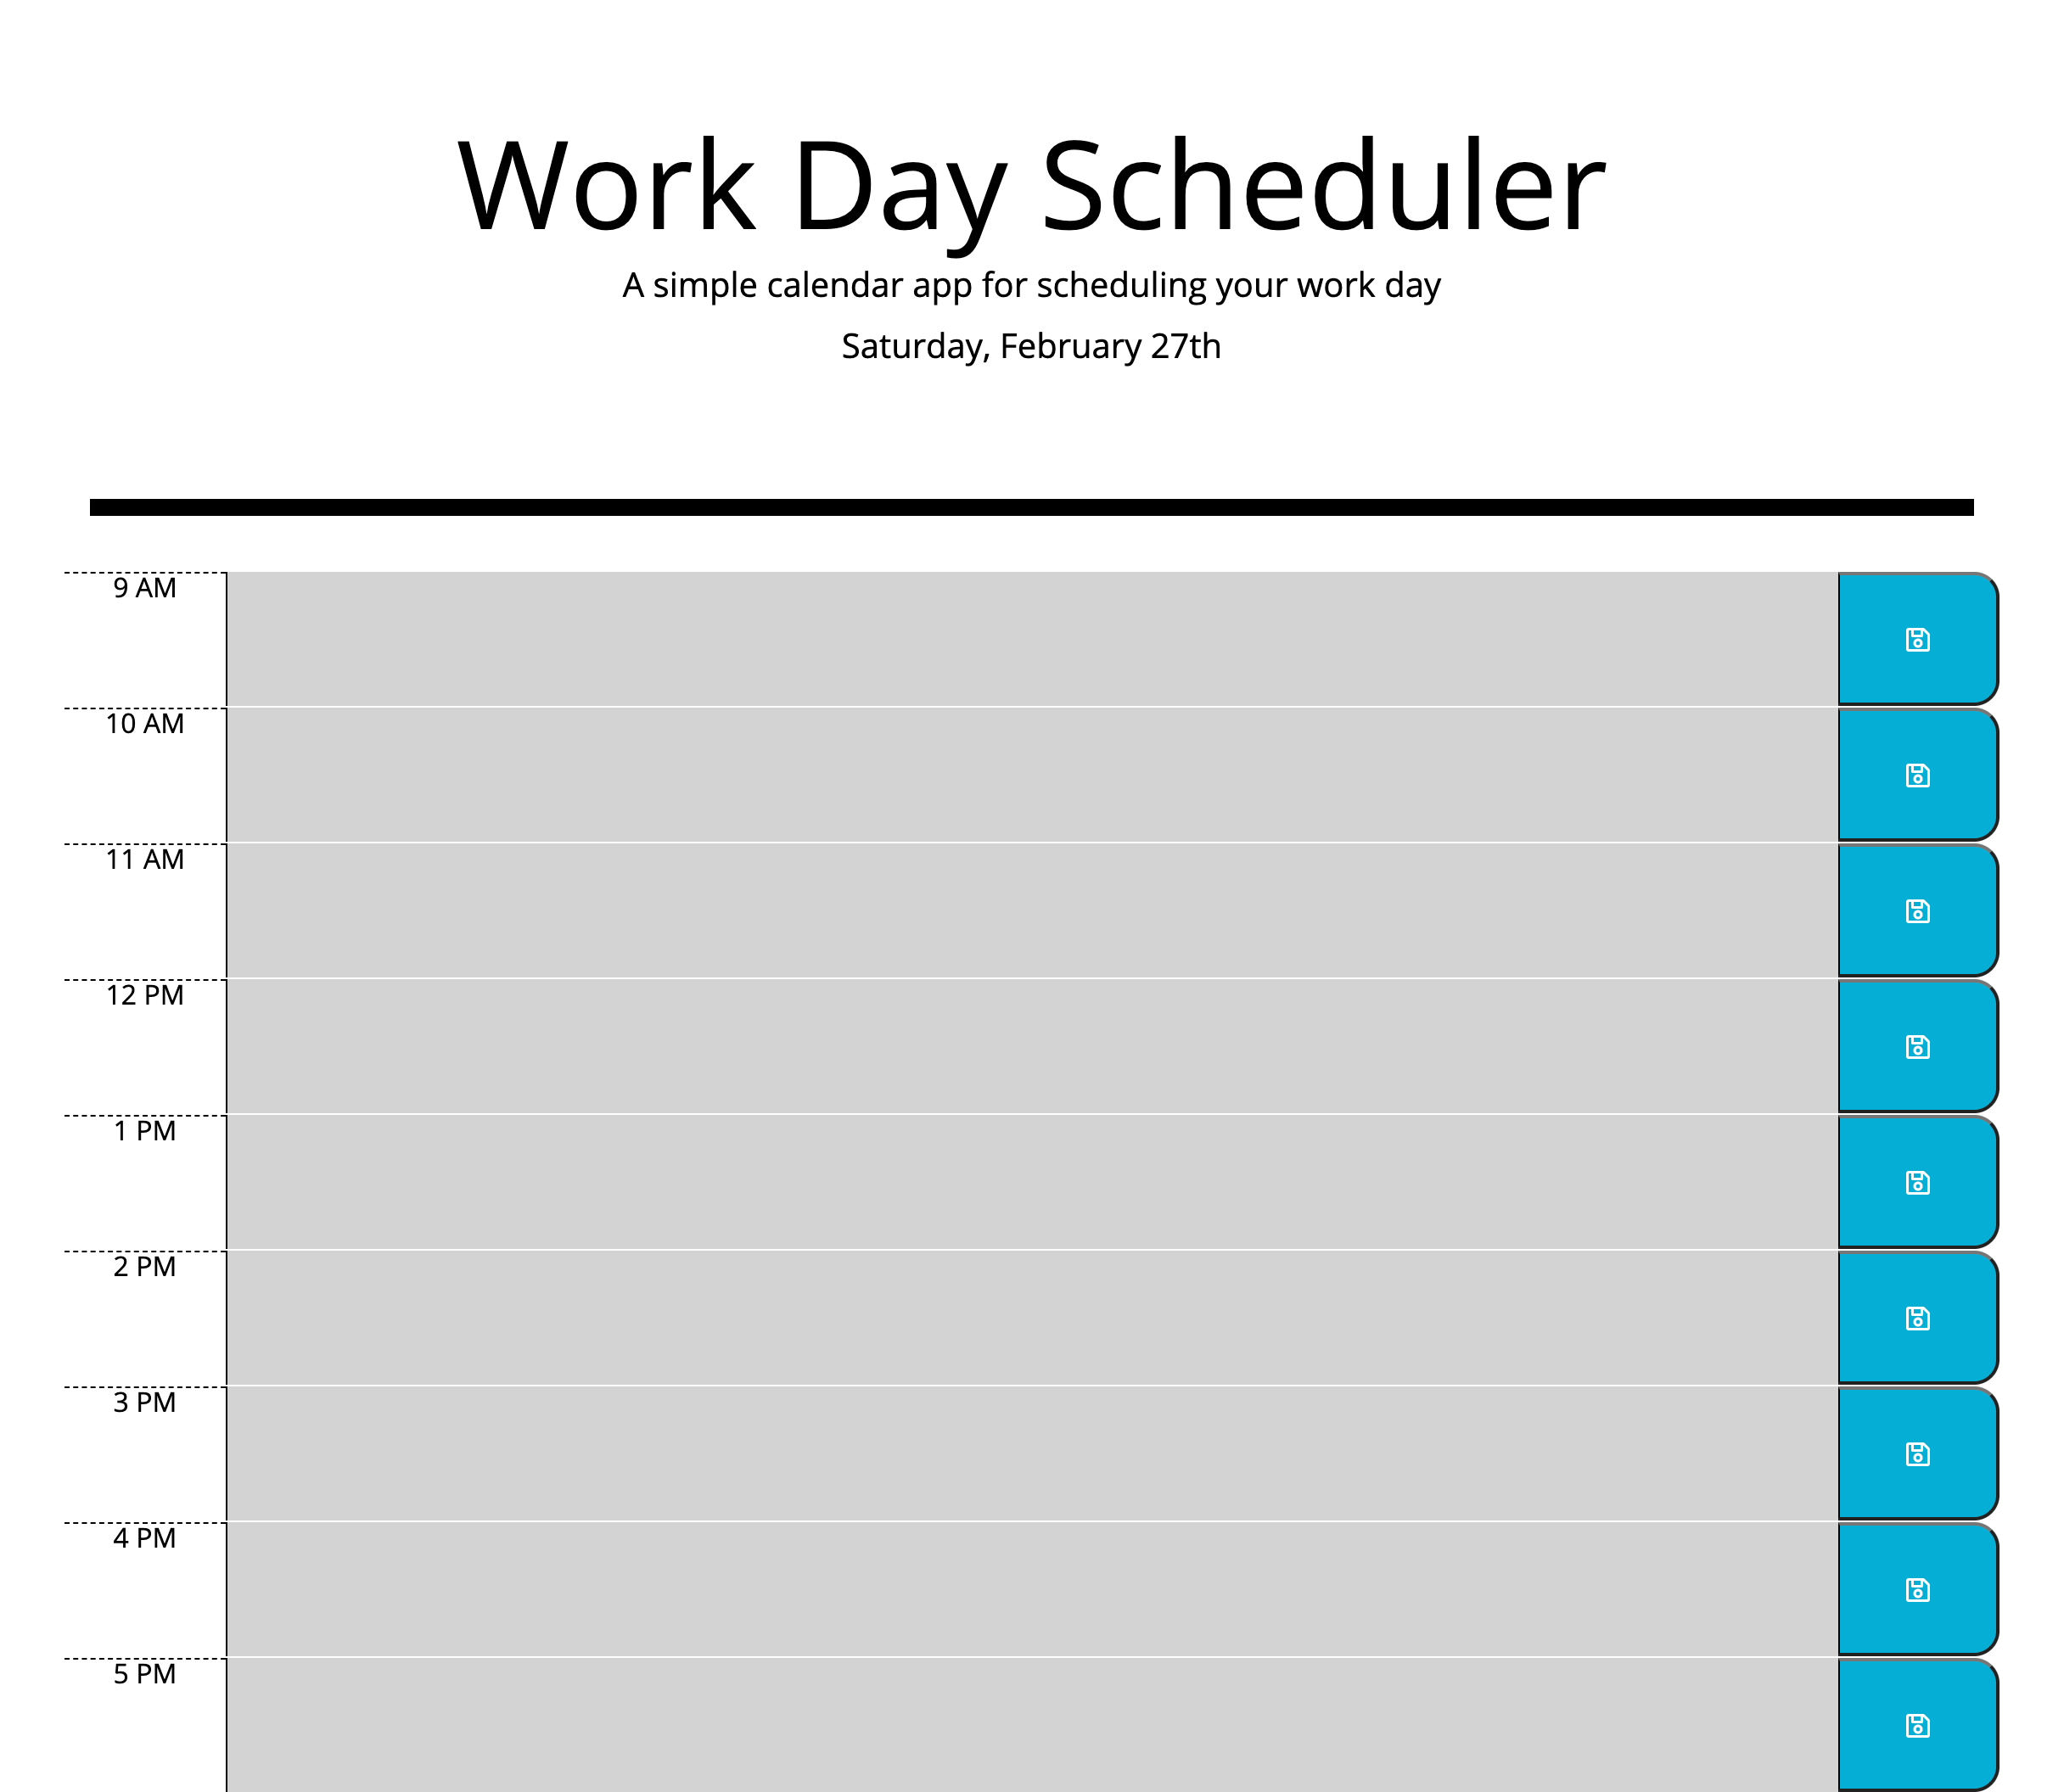 Work Day Scheduler
A simple calendar app for scheduling your work day
Saturday, February 27th
9 AM
10 AM
11 AM
12 PM
1 PM
2 PM
3 PM
4 PM
5 PM